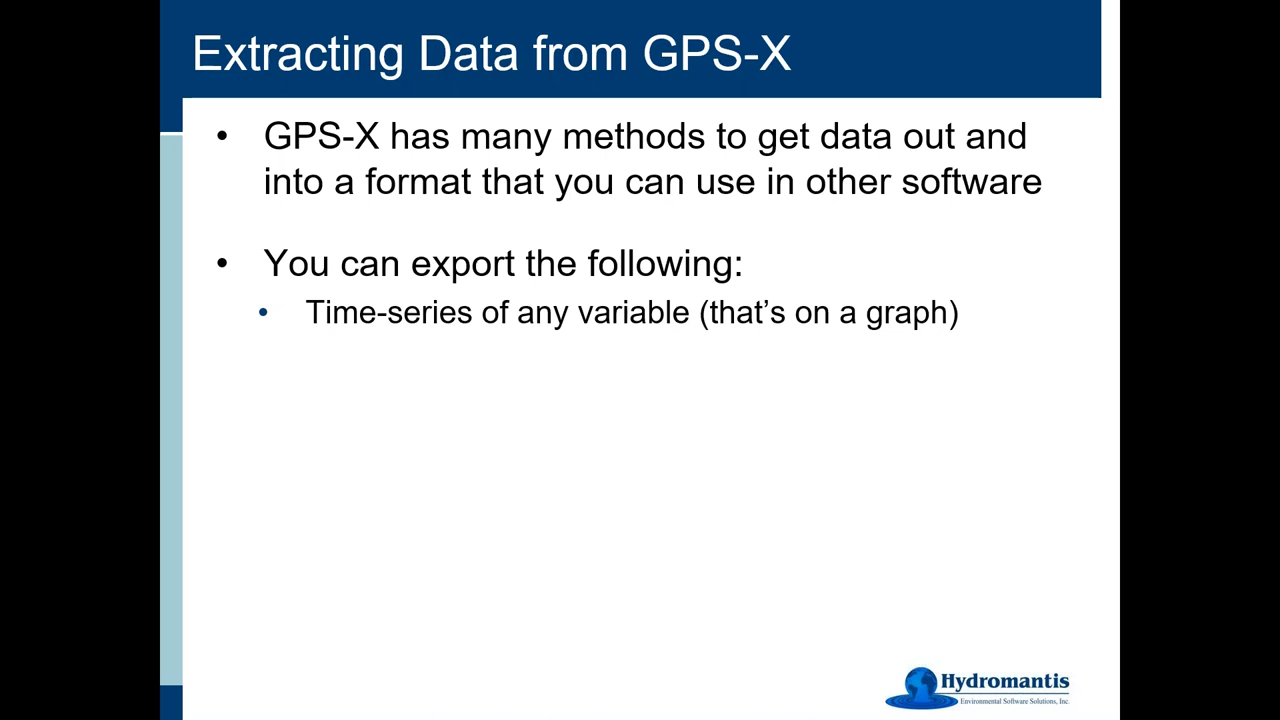 Extracting Data from GPS-X
• GPS-X has many methods to get data out and
into a format that you can use in other software
• You can export the following:
• Time-series of any variable (that’s on a graph)
Hydromantis
Environmental Software Solutions, Inc.